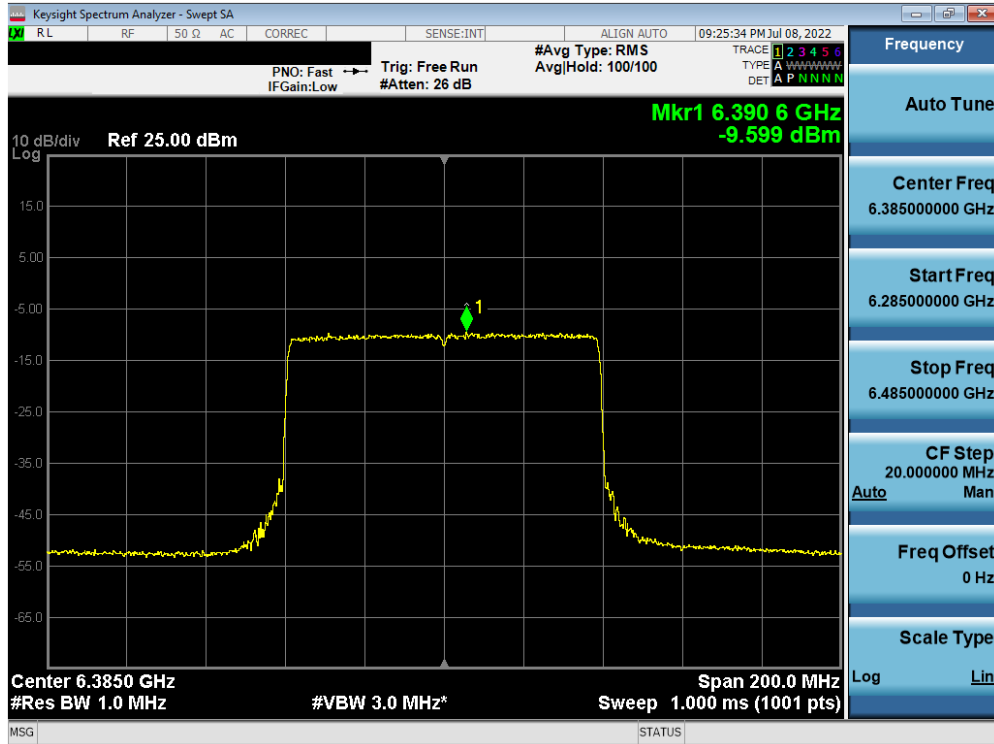 Keysight Spectrum Analyzer - Swept SA
LXI RL RF 50 Ω AC CORREC SENSE:INT ALIGN AUTO 09:25:34 PM Jul 08, 2022
PNO: Fast
IFGain:Low
Trig: Free Run
#Atten: 26 dB
#Avg Type: RMS
Avg|Hold: 100/100
TRACE 1 2 3 4 5 6
TYPE A WWWWW
DET A P N N N N
Mkr1 6.390 6 GHz
-9.599 dBm
10 dB/div Ref 25.00 dBm
Log
15.0
5.00
-5.00
-15.0
-25.0
-35.0
-45.0
-55.0
-65.0
1
Center 6.3850 GHz Span 200.0 MHz
#Res BW 1.0 MHz #VBW 3.0 MHz* Sweep 1.000 ms (1001 pts)
MSG STATUS
Frequency
Auto Tune
Center Freq
6.385000000 GHz
Start Freq
6.285000000 GHz
Stop Freq
6.485000000 GHz
CF Step
20.000000 MHz
Auto Man
Freq Offset
0 Hz
Scale Type
Log Lin